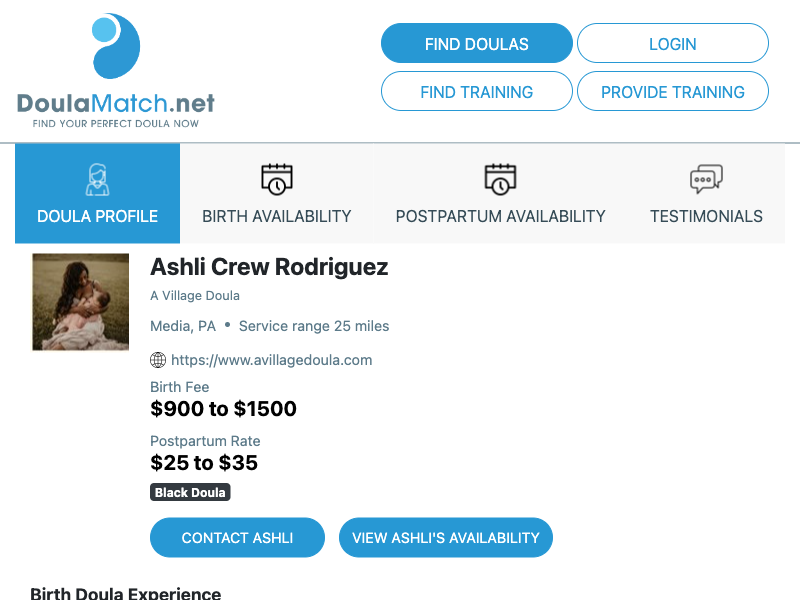 DoulaMatch.net
FIND YOUR PERFECT DOULA NOW
FIND DOULAS
LOGIN
FIND TRAINING
PROVIDE TRAINING
DOULA PROFILE
BIRTH AVAILABILITY
POSTPARTUM AVAILABILITY
TESTIMONIALS
Ashli Crew Rodriguez
A Village Doula
Media, PA • Service range 25 miles
https://www.avillagedoula.com
Birth Fee
$900 to $1500
Postpartum Rate
$25 to $35
Black Doula
CONTACT ASHLI
VIEW ASHLI'S AVAILABILITY
Birth Doula Experience